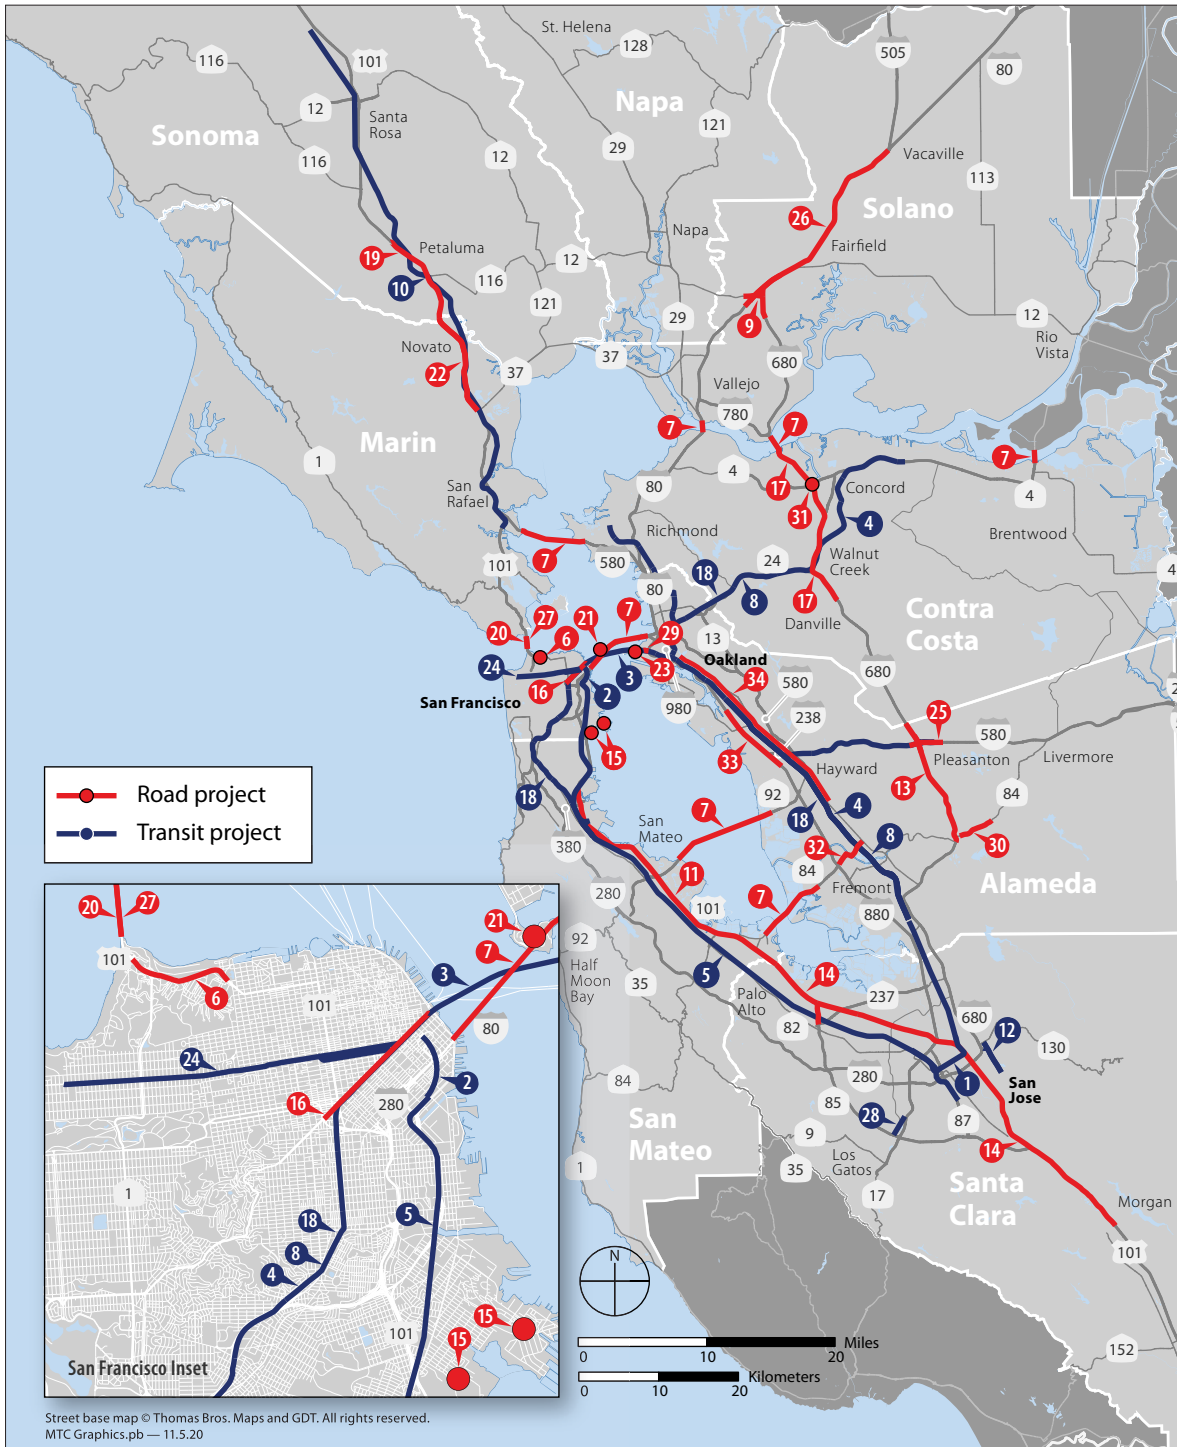 St. Helena
128
505
116
101
80
Napa
12
Santa
Rosa
121
Sonoma
29
12
Vacaville
116
113
Solano
26
Napa
Fairfield
19
Petaluma
12
10
116
121
9
29
12
Rio
Vista
Novato
37
37
680
22
Vallejo
780
7
7
Marin
7
1
4
17
Concord
4
San
Rafael
80
31
4
Brentwood
Richmond
7
101
580
24
Walnut
Creek
4
18
80
8
17
Contra
Costa
Danville
27
21
7
20
6
29
13
24
Oakland
23
34
680
16
3
2
580
San Francisco
980
238
25
15
580
33
Pleasanton
Livermore
Hayward
13
18
92
84
7
18
4
San
Mateo
380
32
8
30
11
84
Fremont
Alameda
280
101
7
880
92
5
14
Half
Moon
Bay
35
Palo
Alto
237
82
680
12
130
280
1
San
Jose
84
85
28
87
San
Mateo
9
14
Los
Gatos
35
1
17
Santa
Clara
Morgan
101
152
Road project
Transit project
20
27
21
7
101
3
92
6
101
80
24
2
16
280
1
18
5
8
4
15
101
15
San Francisco Inset
N
Miles
0
10
20
Kilometers
0
10
20
Street base map © Thomas Bros. Maps and GDT. All rights reserved.
MTC Graphics.pb — 11.5.20